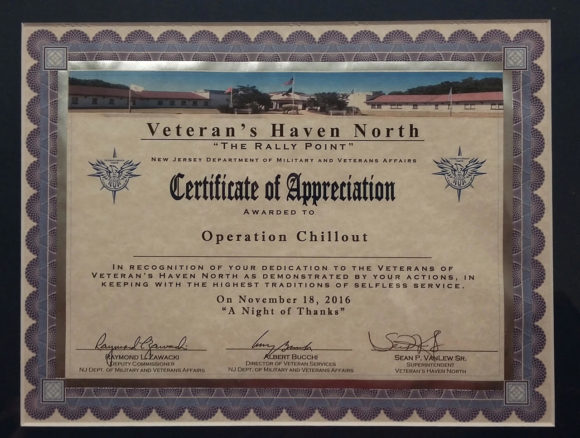 Veteran's Haven North
"The Rally Point"
New Jersey Department of Military and Veterans Affairs
Certificate of Appreciation
Awarded to
Operation Chillout
In recognition of your dedication to the Veterans of
Veteran's Haven North as demonstrated by your actions, in
keeping with the highest traditions of selfless service.
On November 18, 2016
"A Night of Thanks"
Raymond L. Zawacki
Deputy Commissioner
NJ Dept. of Military and Veterans Affairs
Albert Bucchi
Director of Veteran Services
NJ Dept. of Military and Veterans Affairs
Sean P. VanLew Sr.
Superintendent
Veteran's Haven North